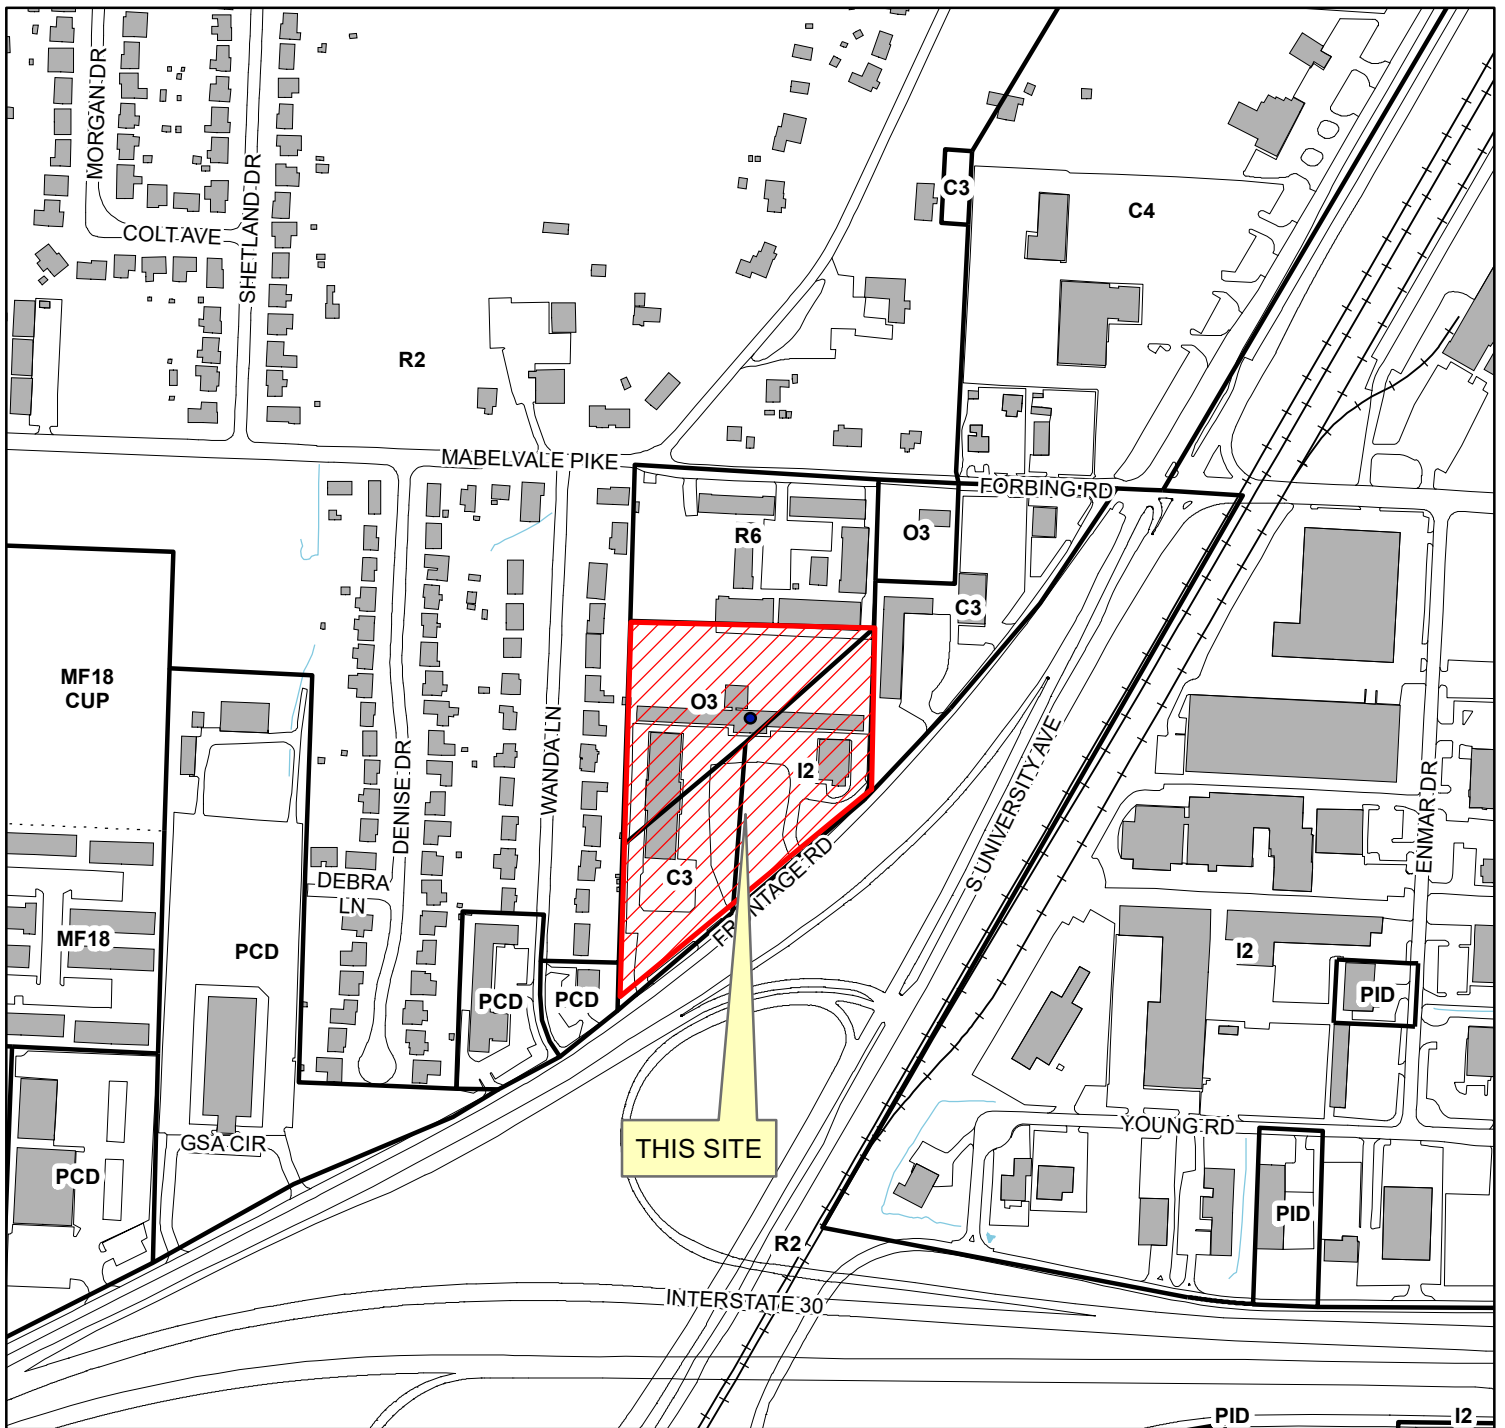 MORGAN DR
SHETLAND DR
COLT AVE
C3
C4
R2
MABELVALE PIKE
FORBING RD
R6
O3
C3
MF18
CUP
O3
I2
C3
WANDA LN
DENISE DR
DEBRA
LN
S UNIVERSITY AVE
ENMAR DR
FRONTAGE RD
MF18
PCD
PCD
PCD
I2
PID
THIS SITE
YOUNG RD
GSA CIR
PCD
PID
R2
INTERSTATE 30
PID
I2